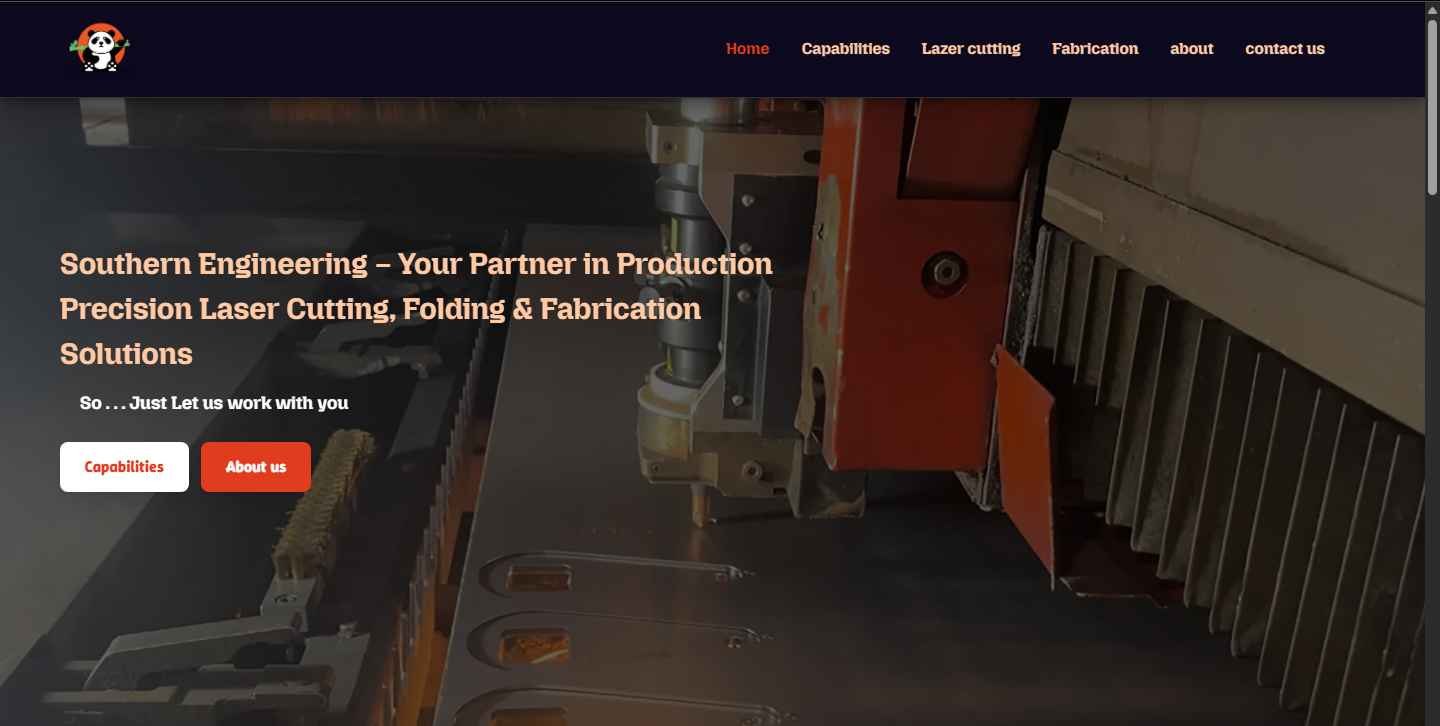 Home
Capabilities
Lazer cutting
Fabrication
about
contact us
Southern Engineering – Your Partner in Production
Precision Laser Cutting, Folding & Fabrication
Solutions
So . . . Just Let us work with you
Capabilities
About us